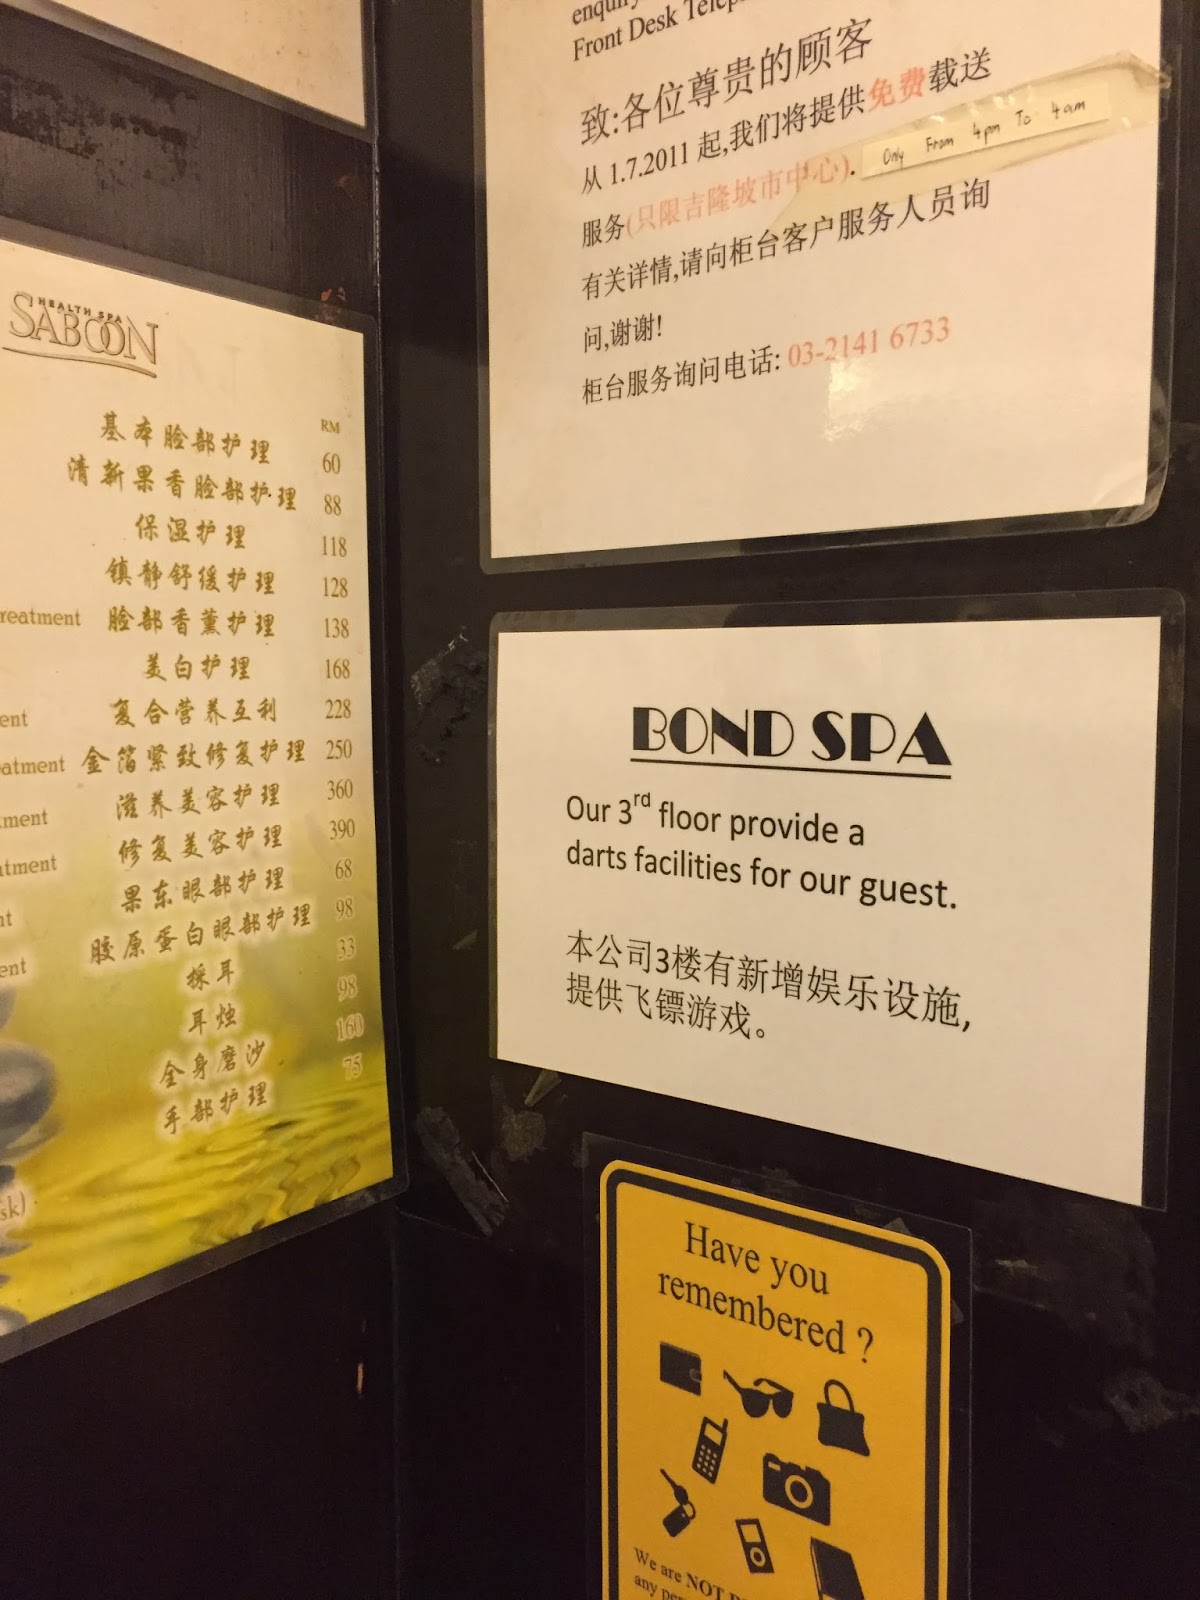 HEALTH SPA
SABOON
RM
基本脸部护理 60
清新果香脸部护理 88
保湿护理 118
镇静舒缓护理 128
reatment 脸部香薰护理 138
美白护理 168
ent 复合营养互利 228
eatment 金箔紧致修复护理 250
滋养美容护理 360
tment 修复美容护理 390
atment 果东眼部护理 68
nt 胶原蛋白眼部护理 98
ent 採耳 33
耳烛 98
全身磨沙 160
手部护理 75
sk)
enquiry
Front Desk Telep
致:各位尊贵的顾客
从 1.7.2011 起,我们将提供免费载送
服务(只限吉隆坡市中心). Only From 4pm To 4am
有关详情,请向柜台客户服务人员询
问,谢谢!
柜台服务询问电话: 03-2141 6733
BOND SPA
Our 3rd floor provide a
darts facilities for our guest.
本公司3楼有新增娱乐设施,
提供飞镖游戏。
Have you
remembered ?
We are NOT
any